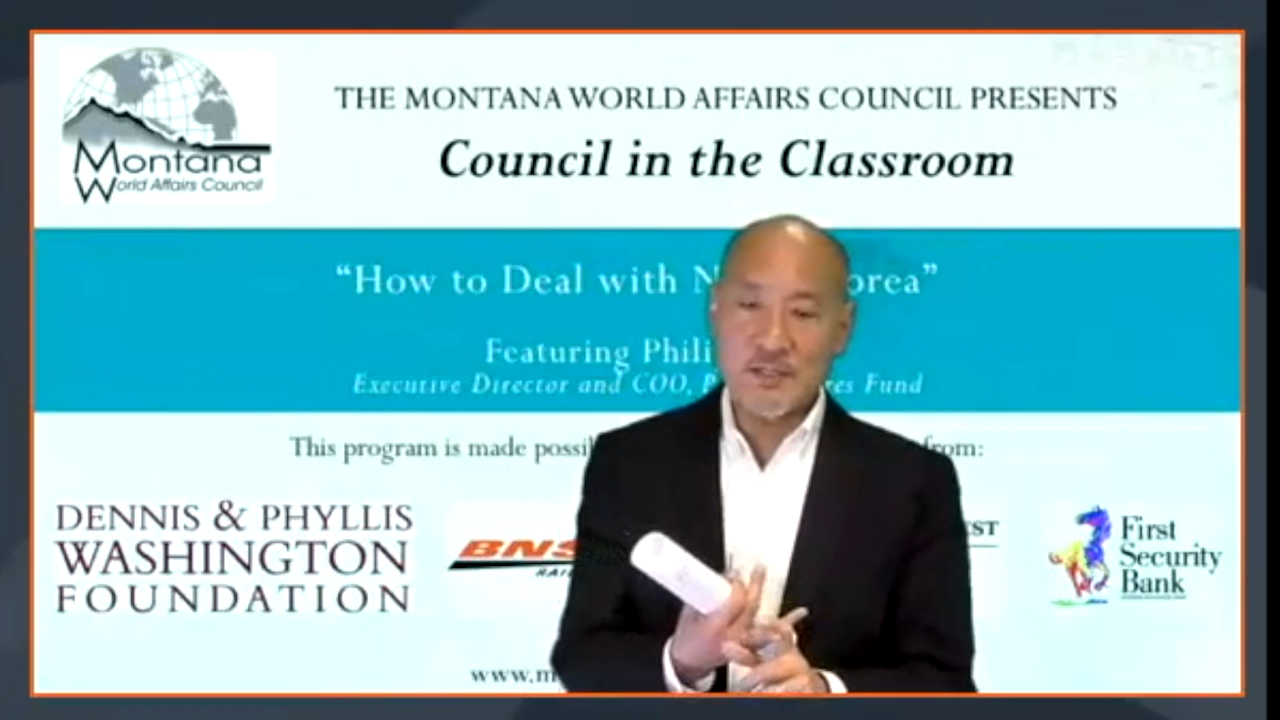 Montana
World Affairs Council
THE MONTANA WORLD AFFAIRS COUNCIL PRESENTS
Council in the Classroom
“How to Deal with N orea”
Featuring Phili
Executive Director and COO, P res Fund
This program is made possi from:
DENNIS & PHYLLIS
WASHINGTON
FOUNDATION
BNS
RAI
EST
First
Security
Bank
www.m